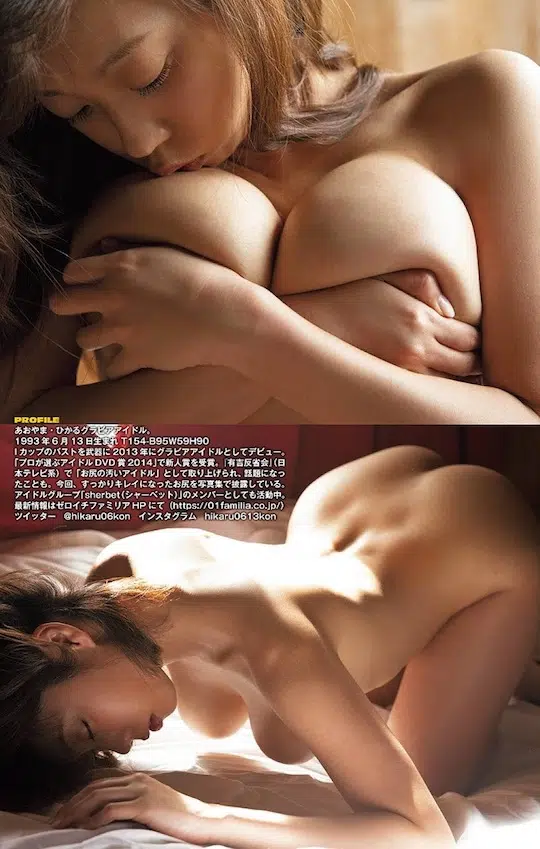 PROFILE
あおやま・ひかるグラビアアイドル。
1993年6月13日生まれ T154・B95W59H90
Iカップのバストを武器に2013年にグラビアアイドルとしてデビュー。
「プロが選ぶアイドルDVD賞2014」で新人賞を受賞。「有吉反省会」(日
本テレビ系)で「お尻の汚いアイドル」として取り上げられ、話題になっ
たことも。今回、すっかりキレイになったお尻を写真集で披露している。
アイドルグループ「sherbet(シャーベット)」のメンバーとしても活動中。
最新情報はゼロイチファミリアHPにて(https://01familia.co.jp/)
ツイッター @hikaru06kon インスタグラム hikaru0613kon